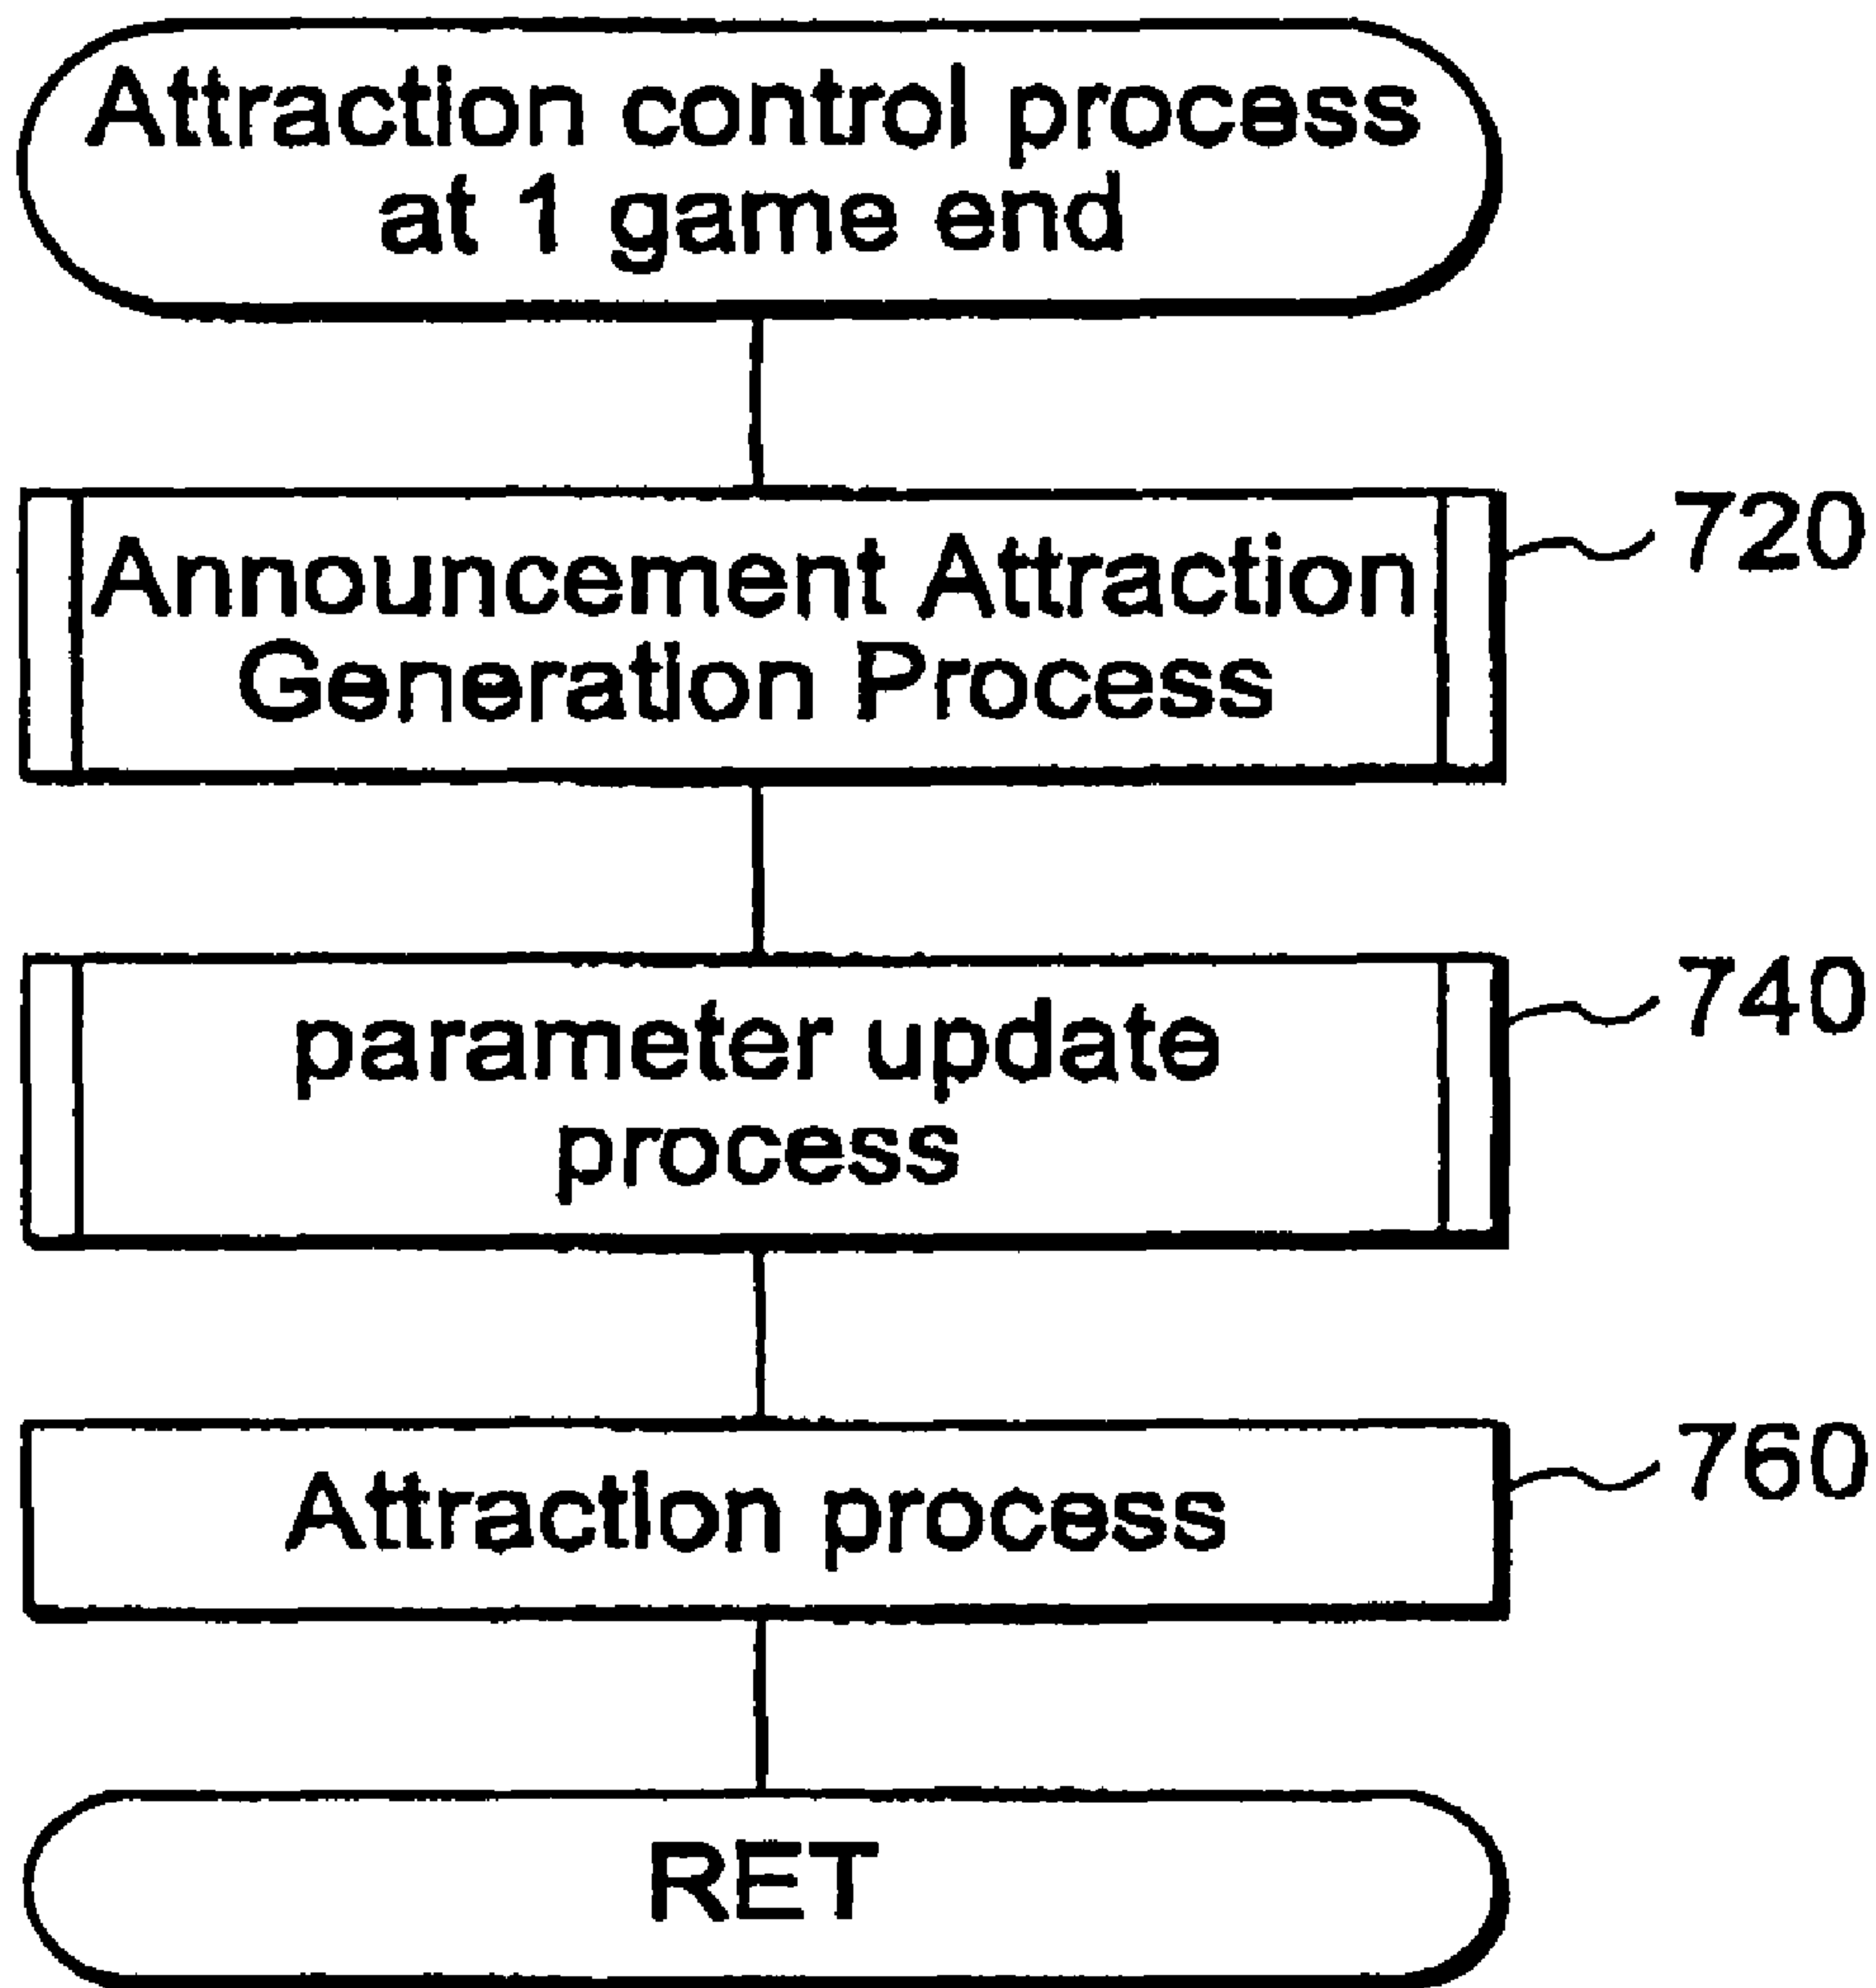 Attraction control process
at 1 game end
720
Announcement Attraction
Generation Process
740
parameter update
process
760
Attraction process
RET